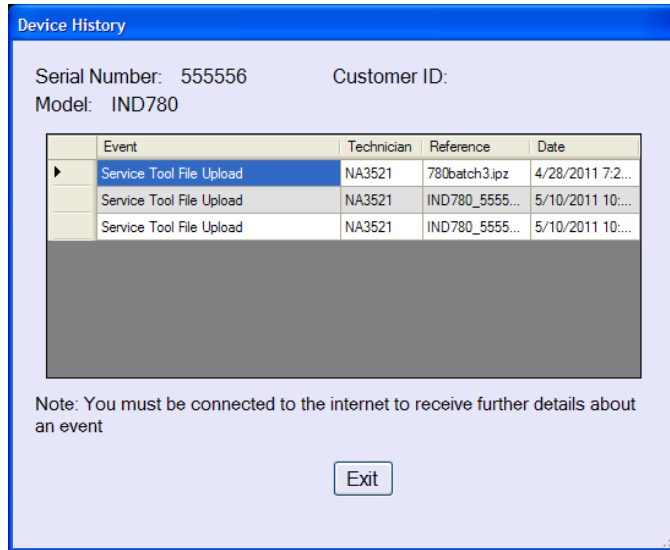 Device History
Serial Number: 555556 Customer ID:
Model: IND780
Event Technician Reference Date
Service Tool File Upload NA3521 780batch3.ipz 4/28/2011 7:2...
Service Tool File Upload NA3521 IND780_5555... 5/10/2011 10:...
Service Tool File Upload NA3521 IND780_5555... 5/10/2011 10:...
Note: You must be connected to the internet to receive further details about
an event
Exit